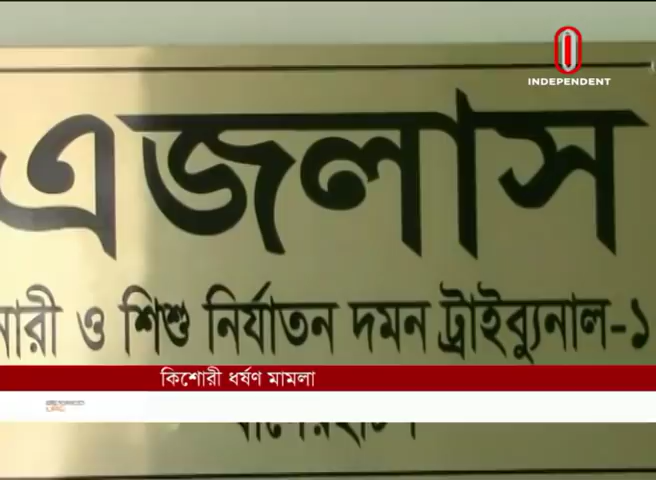 INDEPENDENT
এজলাস
নারী ও শিশু নির্যাতন দমন ট্রাইব্যুনাল-১
কিশোরী ধর্ষণ মামলা